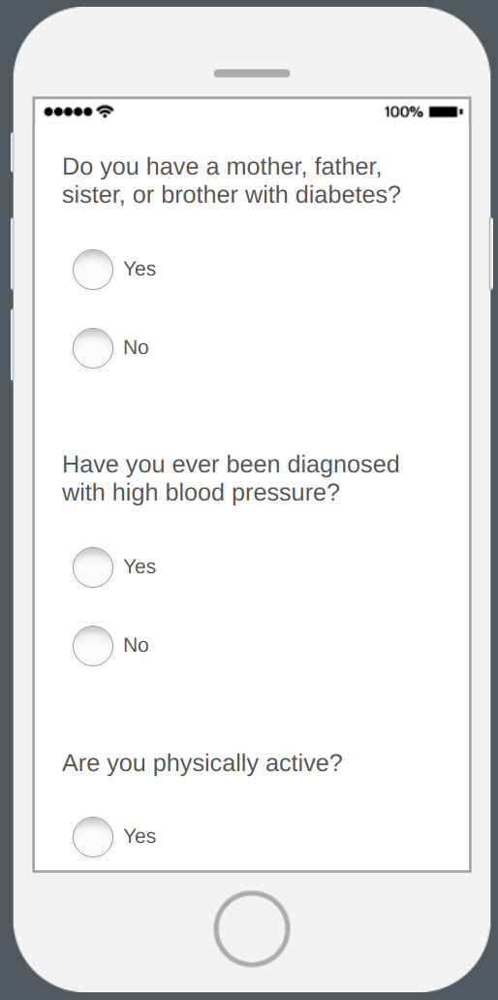 100%
Do you have a mother, father,
sister, or brother with diabetes?
Yes
No
Have you ever been diagnosed
with high blood pressure?
Yes
No
Are you physically active?
Yes